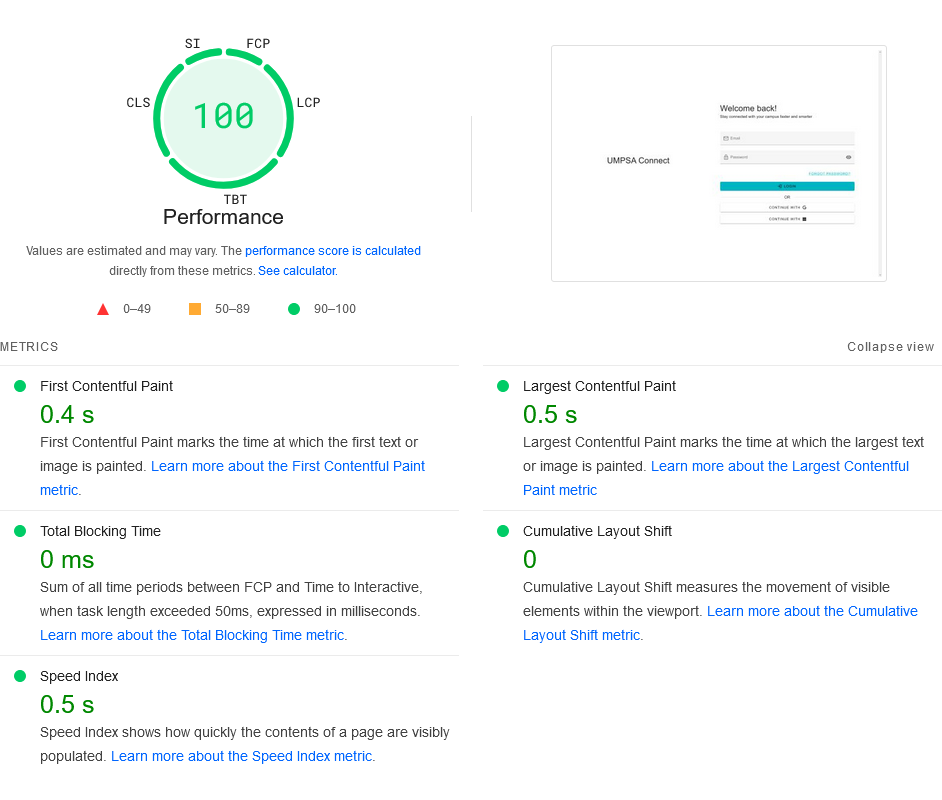 SI
FCP
CLS
LCP
100
TBT
Performance
Values are estimated and may vary. The performance score is calculated
directly from these metrics. See calculator.
0–49
50–89
90–100
Welcome back!
Stay connected with your campus faster and smarter
Email
UMPSA Connect
Password
FORGOT PASSWORD?
LOGIN
OR
CONTINUE WITH
CONTINUE WITH
METRICS
Collapse view
First Contentful Paint
0.4 s
First Contentful Paint marks the time at which the first text or
image is painted. Learn more about the First Contentful Paint
metric.
Largest Contentful Paint
0.5 s
Largest Contentful Paint marks the time at which the largest text
or image is painted. Learn more about the Largest Contentful
Paint metric
Total Blocking Time
0 ms
Sum of all time periods between FCP and Time to Interactive,
when task length exceeded 50ms, expressed in milliseconds.
Learn more about the Total Blocking Time metric.
Cumulative Layout Shift
0
Cumulative Layout Shift measures the movement of visible
elements within the viewport. Learn more about the Cumulative
Layout Shift metric.
Speed Index
0.5 s
Speed Index shows how quickly the contents of a page are visibly
populated. Learn more about the Speed Index metric.